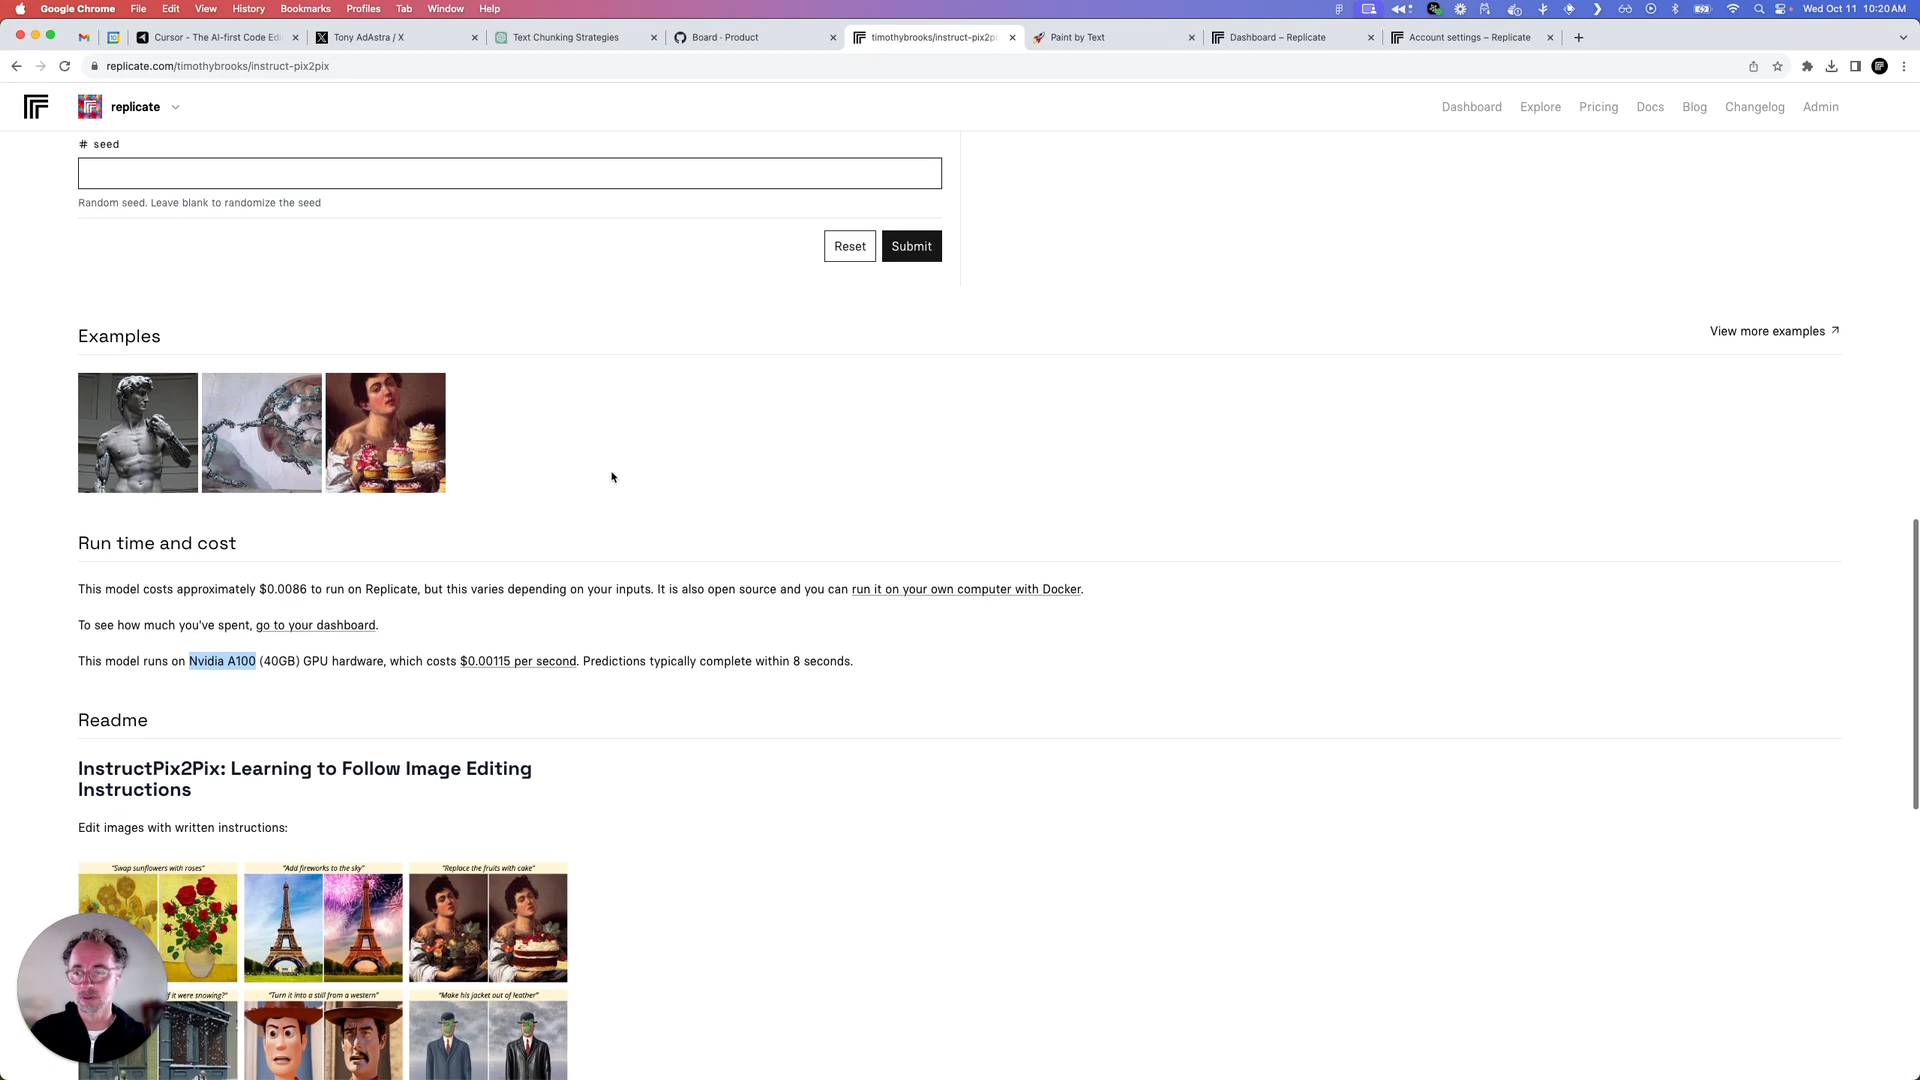 Google Chrome File Edit View History Bookmarks Profiles Tab Window Help Wed Oct 11 10:20 AM
Cursor - The AI-first Code Edi Tony AdAstra / X Text Chunking Strategies Board · Product timothybrooks/instruct-pix2p Paint by Text Dashboard – Replicate Account settings – Replicate
replicate.com/timothybrooks/instruct-pix2pix
replicate Dashboard Explore Pricing Docs Blog Changelog Admin
# seed
Random seed. Leave blank to randomize the seed
Reset Submit
Examples View more examples
Run time and cost
This model costs approximately $0.0086 to run on Replicate, but this varies depending on your inputs. It is also open source and you can run it on your own computer with Docker.
To see how much you've spent, go to your dashboard.
This model runs on Nvidia A100 (40GB) GPU hardware, which costs $0.00115 per second. Predictions typically complete within 8 seconds.
Readme
InstructPix2Pix: Learning to Follow Image Editing
Instructions
Edit images with written instructions:
"Swap sunflowers with roses" "Add fireworks to the sky" "Replace the fruits with cake"
if it were snowing?" "Turn it into a still from a western" "Make his jacket out of leather"